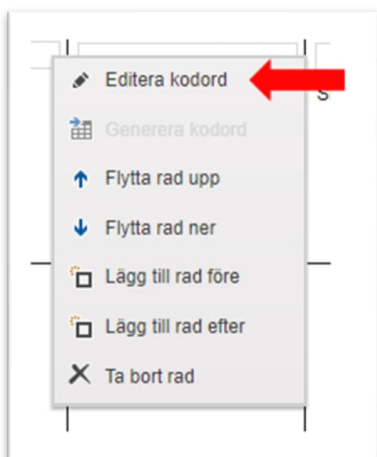 Editera kodord
S
Generera kodord
Flytta rad upp
Flytta rad ner
Lägg till rad före
Lägg till rad efter
Ta bort rad